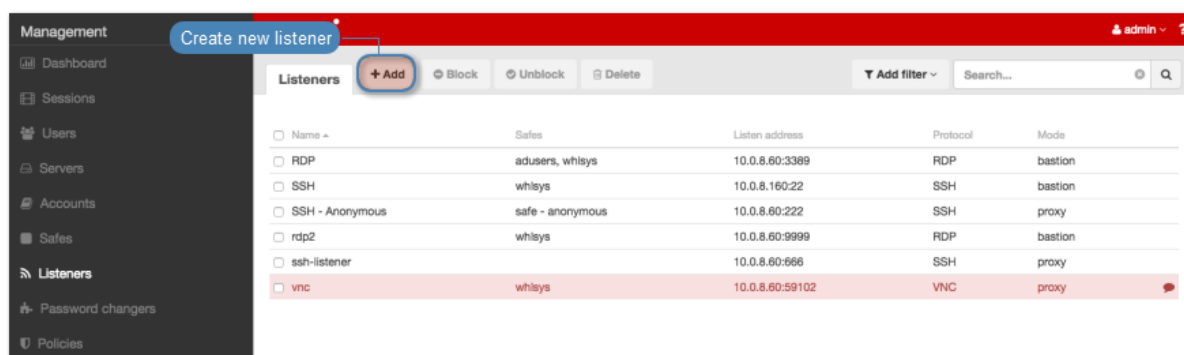 Management
Create new listener
admin
?
Dashboard
Sessions
Users
Servers
Accounts
Safes
Listeners
Password changers
Policies
Listeners
+ Add
Block
Unblock
Delete
Add filter
Search...
Name Safes Listen address Protocol Mode
RDP adusers, whlsys 10.0.8.60:3389 RDP bastion
SSH whlsys 10.0.8.160:22 SSH bastion
SSH - Anonymous safe - anonymous 10.0.8.60:222 SSH proxy
rdp2 whlsys 10.0.8.60:9999 RDP bastion
ssh-listener 10.0.8.60:666 SSH proxy
vnc whlsys 10.0.8.60:59102 VNC proxy